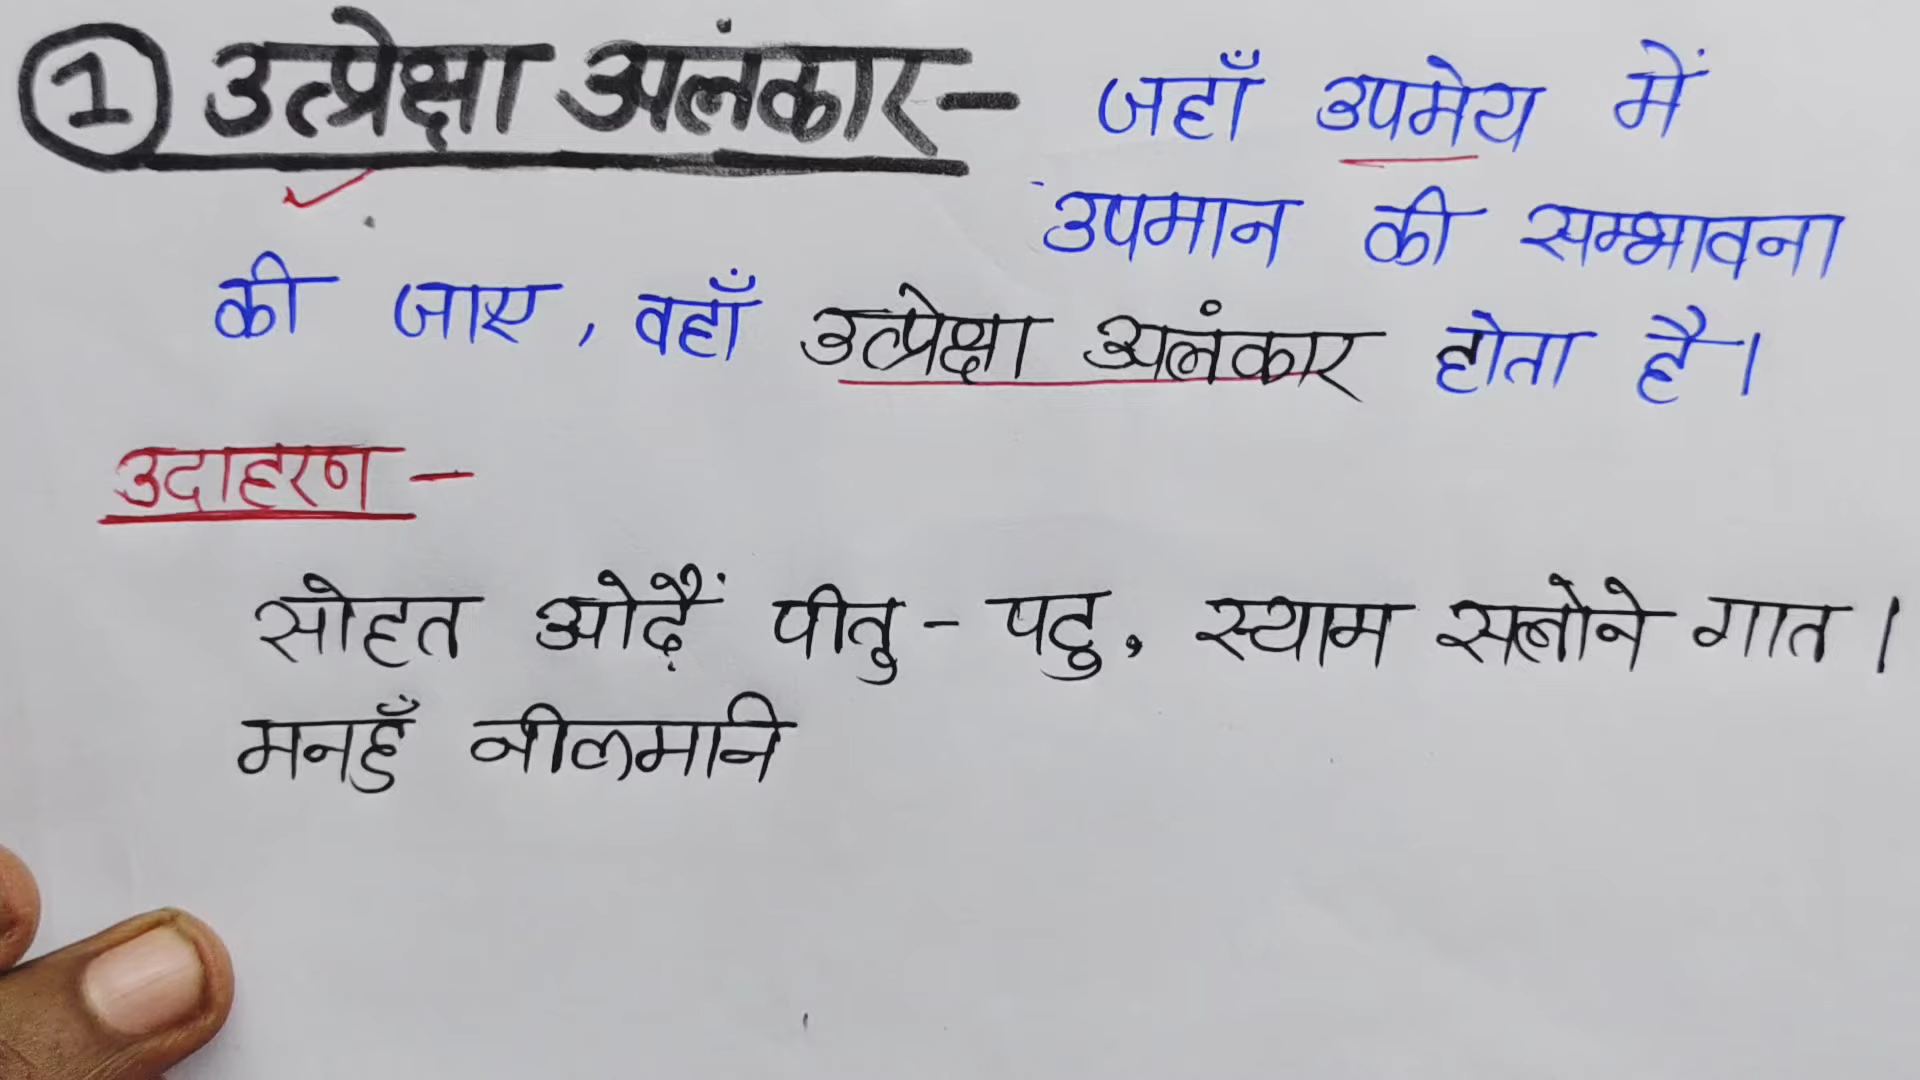 1 उत्प्रेक्षा अलंकार - जहाँ उपमेय में
उपमान की सम्भावना
की जाए, वहाँ उत्प्रेक्षा अलंकार होता है।
उदाहरण -
सोहत ओढ़ैं पीतु - पटु, स्याम सलोने गात।
मनहुँ नीलमनि